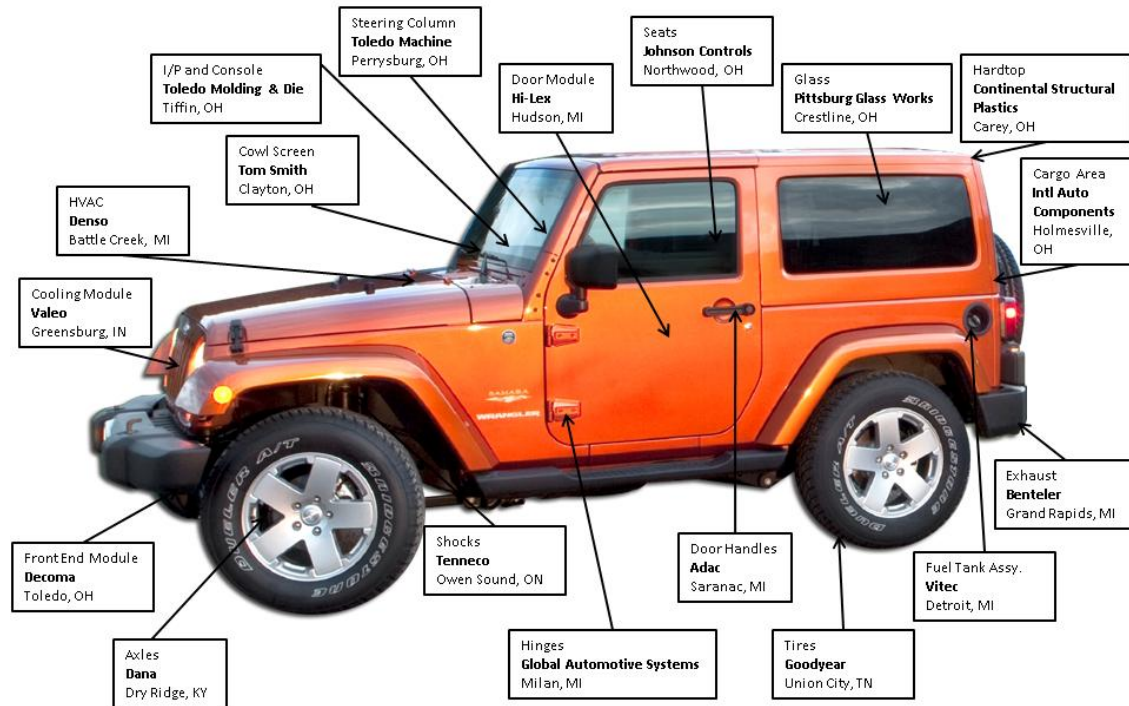 Steering Column
Toledo Machine
Perrysburg, OH
Seats
Johnson Controls
Northwood, OH
I/P and Console
Toledo Molding & Die
Tiffin, OH
Door Module
Hi-Lex
Hudson, MI
Glass
Pittsburg Glass Works
Crestline, OH
Hardtop
Continental Structural
Plastics
Carey, OH
Cowl Screen
Tom Smith
Clayton, OH
Cargo Area
Intl Auto
Components
Holmesville,
OH
HVAC
Denso
Battle Creek, MI
Cooling Module
Valeo
Greensburg, IN
SAHARA
WRANGLER
DUELER A/T
BRIDGESTONE
DUELER A/T
BRIDGESTONE
Exhaust
Benteler
Grand Rapids, MI
Front End Module
Decoma
Toledo, OH
Shocks
Tenneco
Owen Sound, ON
Door Handles
Adac
Saranac, MI
Fuel Tank Assy.
Vitec
Detroit, MI
Axles
Dana
Dry Ridge, KY
Hinges
Global Automotive Systems
Milan, MI
Tires
Goodyear
Union City, TN